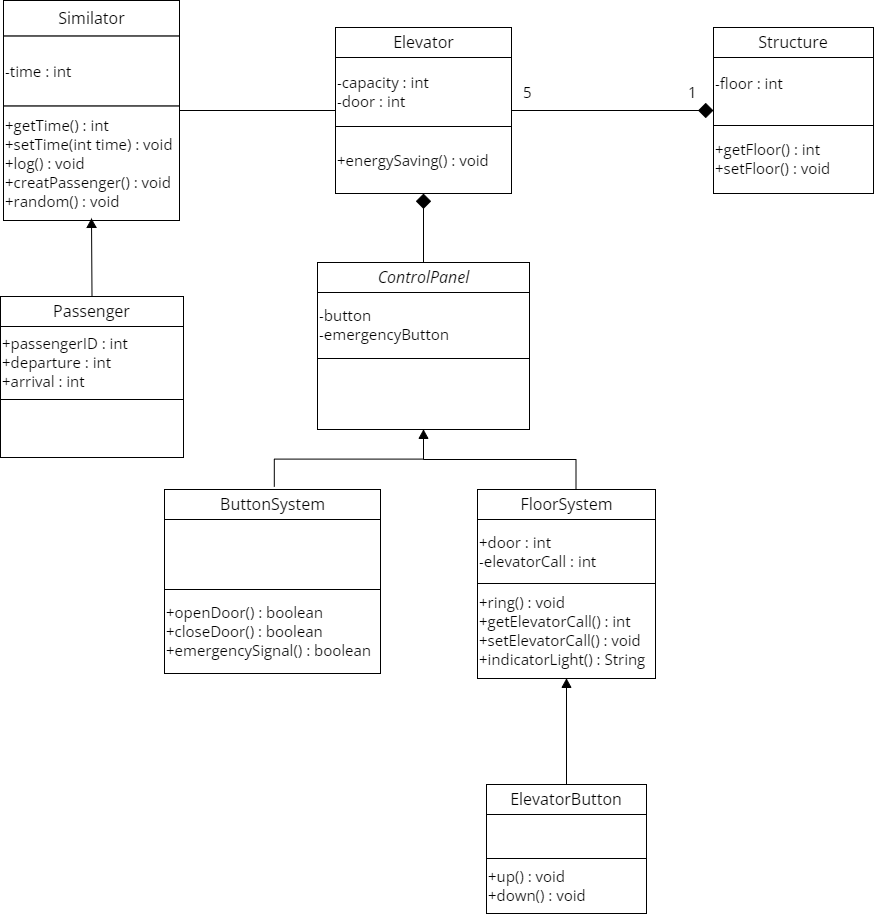 Similator
-time : int
+getTime() : int
+setTime(int time) : void
+log() : void
+creatPassenger() : void
+random() : void
Elevator
-capacity : int
-door : int
+energySaving() : void
5
1
Structure
-floor : int
+getFloor() : int
+setFloor() : void
Passenger
+passengerID : int
+departure : int
+arrival : int
ControlPanel
-button
-emergencyButton
ButtonSystem
+openDoor() : boolean
+closeDoor() : boolean
+emergencySignal() : boolean
FloorSystem
+door : int
-elevatorCall : int
+ring() : void
+getElevatorCall() : int
+setElevatorCall() : void
+indicatorLight() : String
ElevatorButton
+up() : void
+down() : void